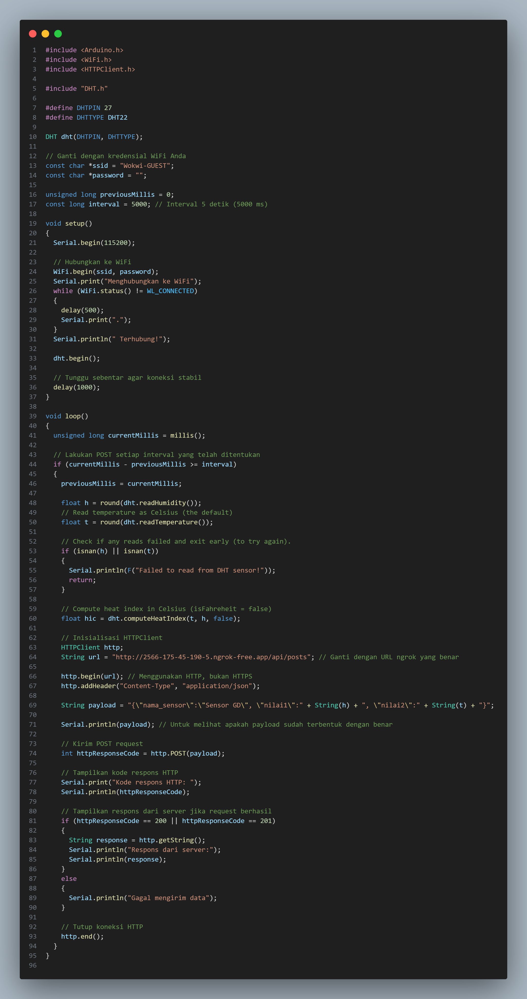 1 #include <Arduino.h>
2 #include <WiFi.h>
3 #include <HTTPClient.h>
4
5 #include "DHT.h"
6
7 #define DHTPIN 27
8 #define DHTTYPE DHT22
9
10 DHT dht(DHTPIN, DHTTYPE);
11
12 // Ganti dengan kredensial WiFi Anda
13 const char *ssid = "Wokwi-GUEST";
14 const char *password = "";
15
16 unsigned long previousMillis = 0;
17 const long interval = 5000; // Interval 5 detik (5000 ms)
18
19 void setup()
20 {
21   Serial.begin(115200);
22
23   // Hubungkan ke WiFi
24   WiFi.begin(ssid, password);
25   Serial.print("Menghubungkan ke WiFi");
26   while (WiFi.status() != WL_CONNECTED)
27   {
28     delay(500);
29     Serial.print(".");
30   }
31   Serial.println(" Terhubung!");
32
33   dht.begin();
34
35   // Tunggu sebentar agar koneksi stabil
36   delay(1000);
37 }
38
39 void loop()
40 {
41   unsigned long currentMillis = millis();
42
43   // Lakukan POST setiap interval yang telah ditentukan
44   if (currentMillis - previousMillis >= interval)
45   {
46     previousMillis = currentMillis;
47
48     float h = round(dht.readHumidity());
49     // Read temperature as Celsius (the default)
50     float t = round(dht.readTemperature());
51
52     // Check if any reads failed and exit early (to try again).
53     if (isnan(h) || isnan(t))
54     {
55       Serial.println(F("Failed to read from DHT sensor!"));
56       return;
57     }
58
59     // Compute heat index in Celsius (isFahreheit = false)
60     float hic = dht.computeHeatIndex(t, h, false);
61
62     // Inisialisasi HTTPClient
63     HTTPClient http;
64     String url = "http://2566-175-45-190-5.ngrok-free.app/api/posts"; // Ganti dengan URL ngrok yang benar
65
66     http.begin(url); // Menggunakan HTTP, bukan HTTPS
67     http.addHeader("Content-Type", "application/json");
68
69     String payload = "{\"nama_sensor\":\"Sensor GD\", \"nilai1\":" + String(h) + ", \"nilai2\":" + String(t) + "}";
70
71     Serial.println(payload); // Untuk melihat apakah payload sudah terbentuk dengan benar
72
73     // Kirim POST request
74     int httpResponseCode = http.POST(payload);
75
76     // Tampilkan kode respons HTTP
77     Serial.print("Kode respons HTTP: ");
78     Serial.println(httpResponseCode);
79
80     // Tampilkan respons dari server jika request berhasil
81     if (httpResponseCode == 200 || httpResponseCode == 201)
82     {
83       String response = http.getString();
84       Serial.println("Respons dari server:");
85       Serial.println(response);
86     }
87     else
88     {
89       Serial.println("Gagal mengirim data");
90     }
91
92     // Tutup koneksi HTTP
93     http.end();
94   }
95 }
96